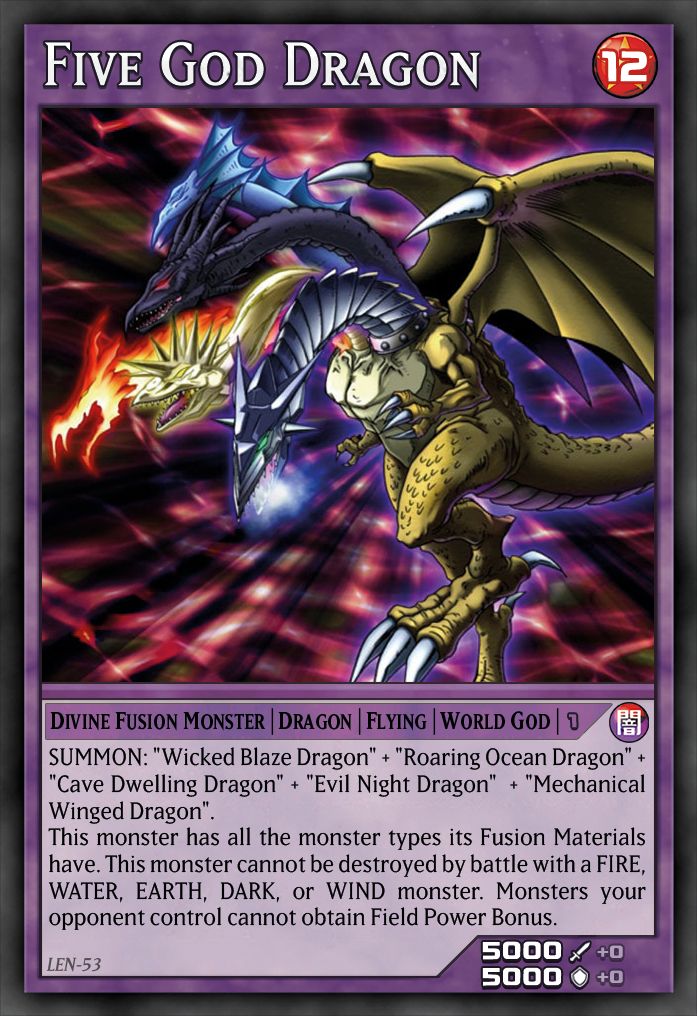 FIVE GOD DRAGON
12
DIVINE FUSION MONSTER | DRAGON | FLYING | WORLD GOD |
闇
SUMMON: "Wicked Blaze Dragon" + "Roaring Ocean Dragon" +
"Cave Dwelling Dragon" + "Evil Night Dragon" + "Mechanical
Winged Dragon".
This monster has all the monster types its Fusion Materials
have. This monster cannot be destroyed by battle with a FIRE,
WATER, EARTH, DARK, or WIND monster. Monsters your
opponent control cannot obtain Field Power Bonus.
5000 +0
LEN-53
5000 +0